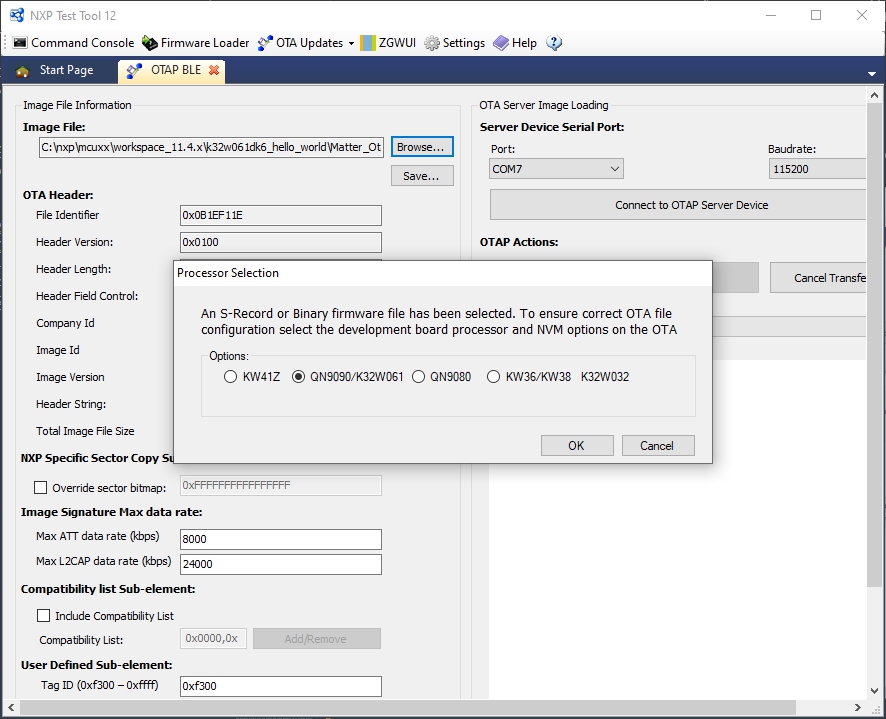 NXP Test Tool 12
Command Console Firmware Loader OTA Updates ZGWUI Settings Help
Start Page OTAP BLE
Image File Information
Image File:
C:\nxp\mcuxx\workspace_11.4.x\k32w061dk6_hello_world\Matter_Ot Browse...
Save...
OTA Header:
File Identifier 0x0B1EF11E
Header Version: 0x0100
Header Length:
Header Field Control:
Company Id
Image Id
Image Version
Header String:
Total Image File Size
NXP Specific Sector Copy Su
Override sector bitmap: 0xFFFFFFFFFFFFFFFF
Image Signature Max data rate:
Max ATT data rate (kbps) 8000
Max L2CAP data rate (kbps) 24000
Compatibility list Sub-element:
Include Compatibility List
Compatibility List: 0x0000,0x Add/Remove
User Defined Sub-element:
Tag ID (0xf300 – 0xffff) 0xf300
OTA Server Image Loading
Server Device Serial Port:
Port: Baudrate:
COM7 115200
Connect to OTAP Server Device
OTAP Actions:
Cancel Transfe
Processor Selection
An S-Record or Binary firmware file has been selected. To ensure correct OTA file
configuration select the development board processor and NVM options on the OTA
Options:
KW41Z QN9090/K32W061 QN9080 KW36/KW38 K32W032
OK Cancel